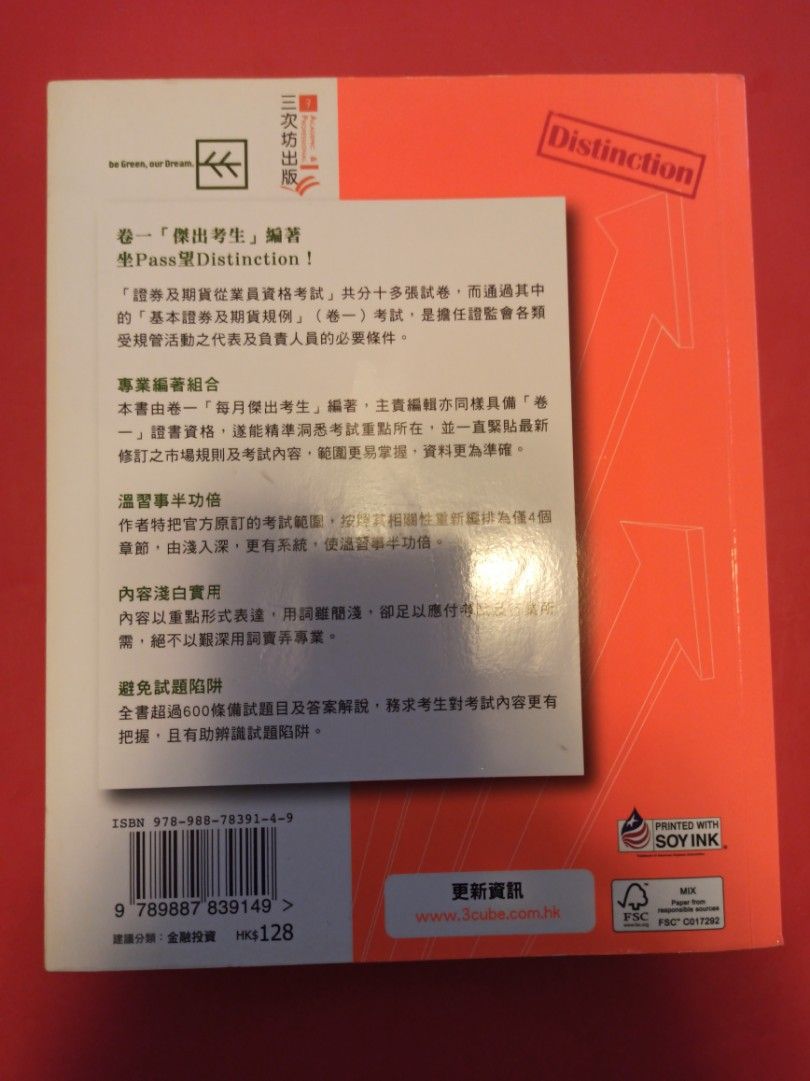 be Green, our Dream.
三次坊出版
ACADEMIC & PROFESSIONAL
Distinction
卷一「傑出考生」編著
坐Pass望Distinction！
「證券及期貨從業員資格考試」共分十多張試卷，而通過其中
的「基本證券及期貨規例」（卷一）考試，是擔任證監會各類
受規管活動之代表及負責人員的必要條件。
專業編著組合
本書由卷一「每月傑出考生」編著，主責編輯亦同樣具備「卷
一」證書資格，遂能精準洞悉考試重點所在，並一直緊貼最新
修訂之市場規則及考試內容，範圍更易掌握，資料更為準確。
溫習事半功倍
作者特把官方原訂的考試範圍，按照其相關性重新編排為僅4個
章節，由淺入深，更有系統，使溫習事半功倍。
內容淺白實用
內容以重點形式表達，用詞雖簡淺，卻足以應付考試及行業所
需，絕不以艱深用詞賣弄專業。
避免試題陷阱
全書超過600條備試題目及答案解說，務求考生對考試內容更有
把握，且有助辨識試題陷阱。
ISBN 978-988-78391-4-9
9 789887 839149 >
建議分類：金融投資 HK$128
更新資訊
www.3cube.com.hk
PRINTED WITH
SOY INK
FSC
www.fsc.org
MIX
Paper from
responsible sources
FSC™ C017292